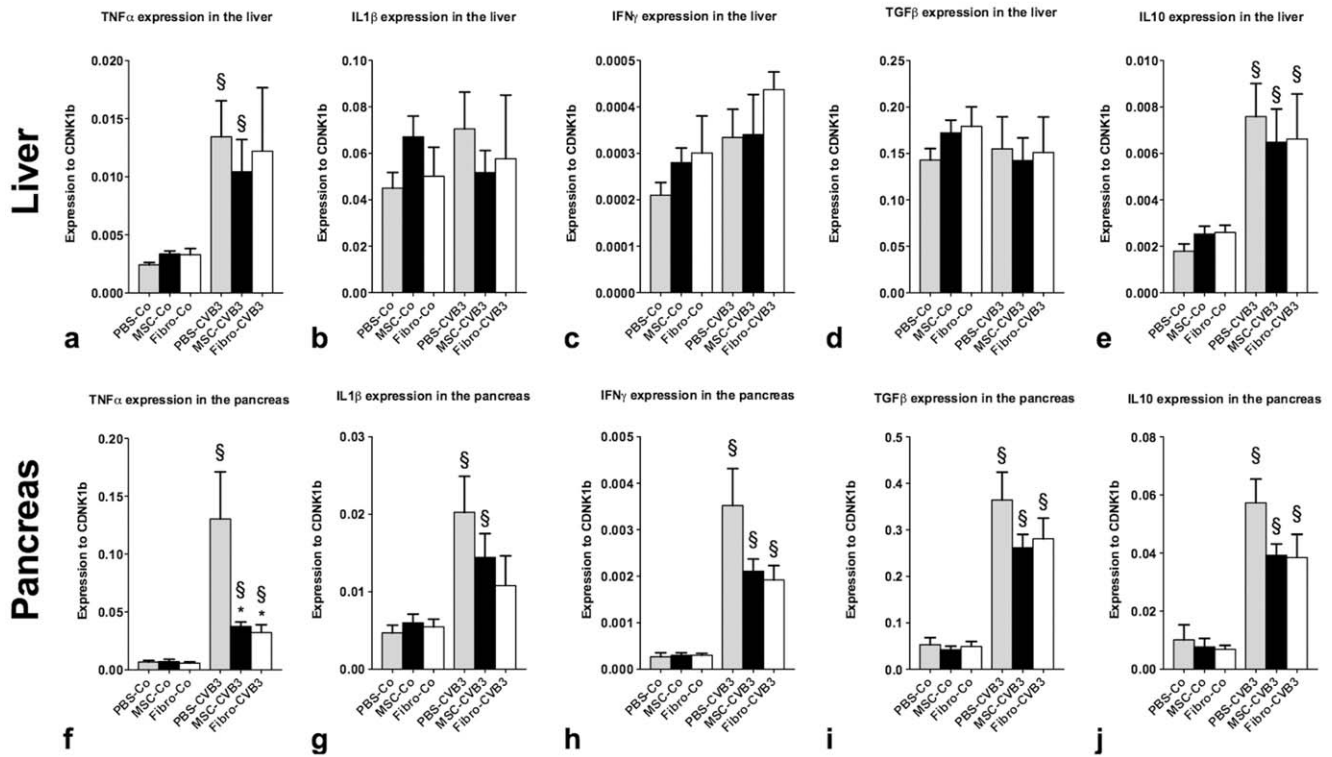 TNFα expression in the liver
IL1β expression in the liver
IFNγ expression in the liver
TGFβ expression in the liver
IL10 expression in the liver
Liver
Expression to CDNK1b
0.020
0.015
0.010
0.005
0.000
§
§
PBS-Co
MSC-Co
Fibro-Co
PBS-CVB3
MSC-CVB3
Fibro-CVB3
a
Expression to CDNK1b
0.10
0.08
0.06
0.04
0.02
0.00
PBS-Co
MSC-Co
Fibro-Co
PBS-CVB3
MSC-CVB3
Fibro-CVB3
b
Expression to CDNK1b
0.0005
0.0004
0.0003
0.0002
0.0001
0.0000
PBS-Co
MSC-Co
Fibro-Co
PBS-CVB3
MSC-CVB3
Fibro-CVB3
c
Expression to CDNK1b
0.25
0.20
0.15
0.10
0.05
0.00
PBS-Co
MSC-Co
Fibro-Co
PBS-CVB3
MSC-CVB3
Fibro-CVB3
d
Expression to CDNK1b
0.010
0.008
0.006
0.004
0.002
0.000
§
§
§
PBS-Co
MSC-Co
Fibro-Co
PBS-CVB3
MSC-CVB3
Fibro-CVB3
e
TNFα expression in the pancreas
IL1β expression in the pancreas
IFNγ expression in the pancreas
TGFβ expression in the pancreas
IL10 expression in the pancreas
Pancreas
Expression to CDNK1b
0.20
0.15
0.10
0.05
0.00
§
§
*
§
*
PBS-Co
MSC-Co
Fibro-Co
PBS-CVB3
MSC-CVB3
Fibro-CVB3
f
Expression to CDNK1b
0.03
0.02
0.01
0.00
§
§
PBS-Co
MSC-Co
Fibro-Co
PBS-CVB3
MSC-CVB3
Fibro-CVB3
g
Expression to CDNK1b
0.005
0.004
0.003
0.002
0.001
0.000
§
§
§
PBS-Co
MSC-Co
Fibro-Co
PBS-CVB3
MSC-CVB3
Fibro-CVB3
h
Expression to CDNK1b
0.5
0.4
0.3
0.2
0.1
0.0
§
§
§
PBS-Co
MSC-Co
Fibro-Co
PBS-CVB3
MSC-CVB3
Fibro-CVB3
i
Expression to CDNK1b
0.08
0.06
0.04
0.02
0.00
§
§
§
PBS-Co
MSC-Co
Fibro-Co
PBS-CVB3
MSC-CVB3
Fibro-CVB3
j